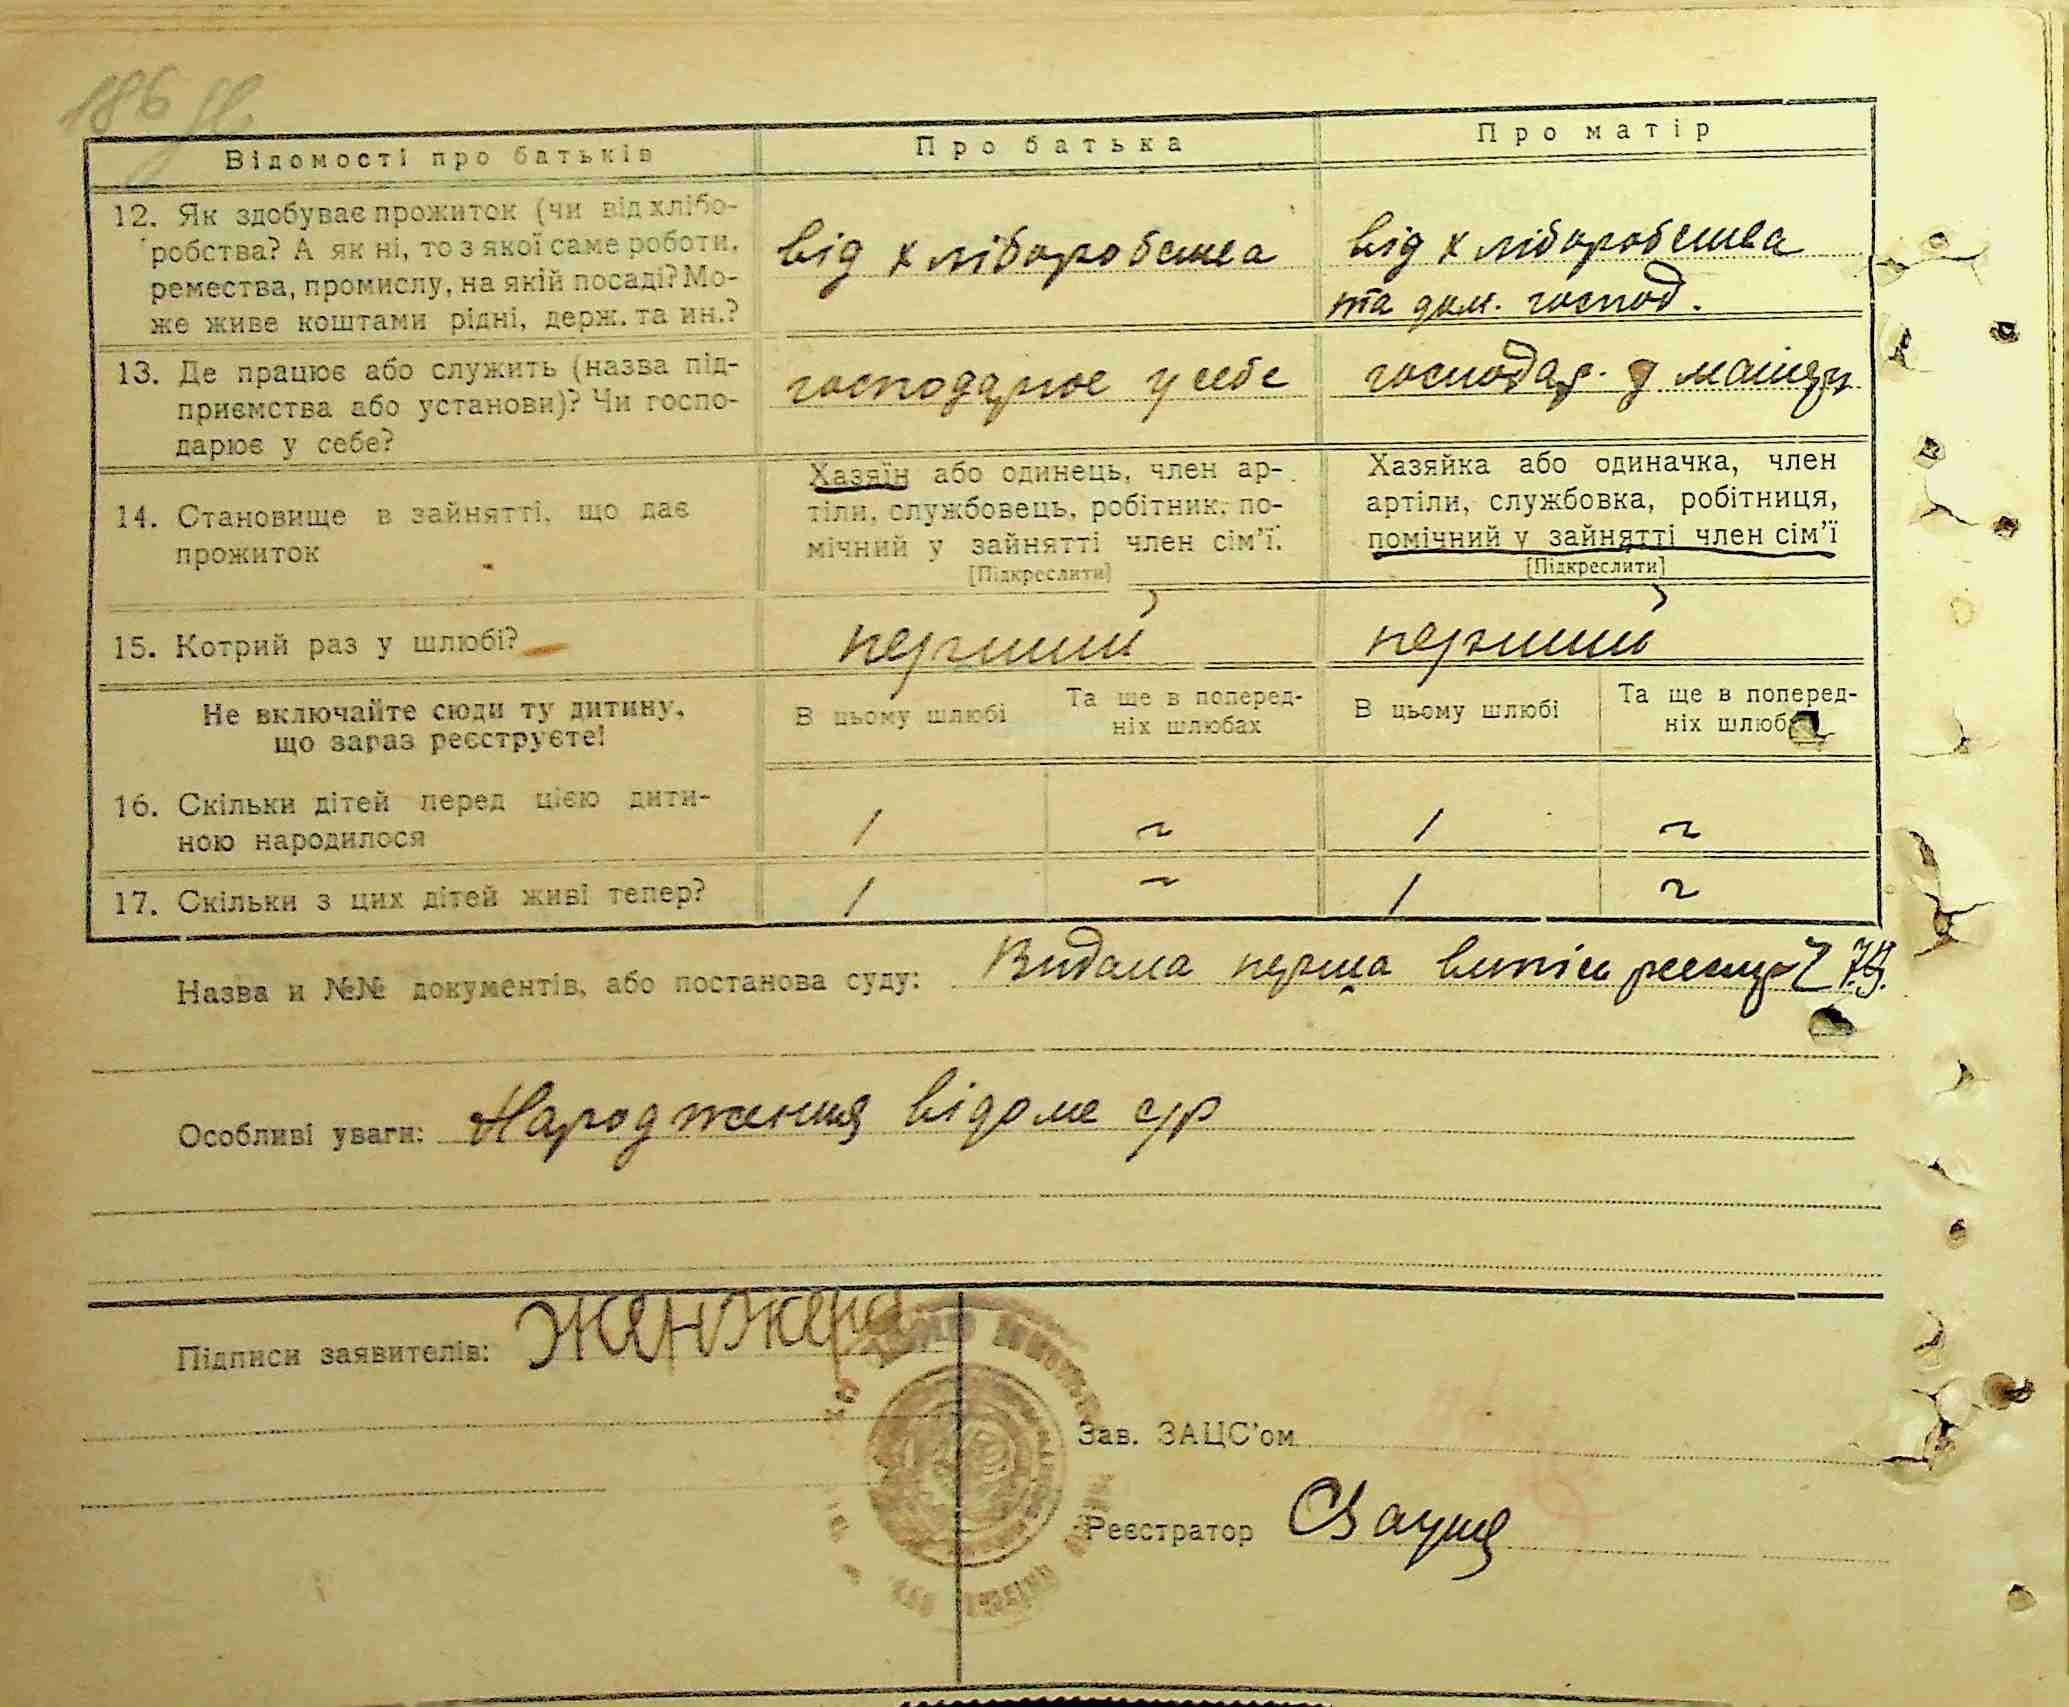 186
Відомості про батьків
Про батька
Про матір
12. Як здобуває прожиток (чи від хлібо-
робства? А як ні, то з якої саме роботи,
ремества, промислу, на якій посаді? Мо-
же живе коштами рідні, держ. та ин.?
від хліборобства
від хліборобства
та дом. господ.
13. Де працює або служить (назва під-
приємства або установи)? Чи госпо-
дарює у себе?
господарює у себе
господар. у
14. Становище в зайнятті, що дає
прожиток
Хазяїн або одинець, член ар-
тіли, службовець, робітник, по-
мічний у зайнятті член сім'ї.
[Підкреслити]
Хазяйка або одиначка, член
артіли, службовка, робітниця,
помічний у зайнятті член сім'ї
[Підкреслити]
15. Котрий раз у шлюбі?
перший
перший
Не включайте сюди ту дитину,
що зараз реєструєте!
В цьому шлюбі
Та ще в поперед-
ніх шлюбах
В цьому шлюбі
Та ще в поперед-
ніх шлюб
16. Скільки дітей перед цією дити-
ною народилося
1 ~ 1 ~
17. Скільки з цих дітей живі тепер?
1 ~ 1 ~
Назва и №№ документів, або постанова суду: Видана перша випись
Особливі уваги: Народження відоме с/р
Підписи заявителів: Женжера
Зав. ЗАЦС'ом
Реєстратор